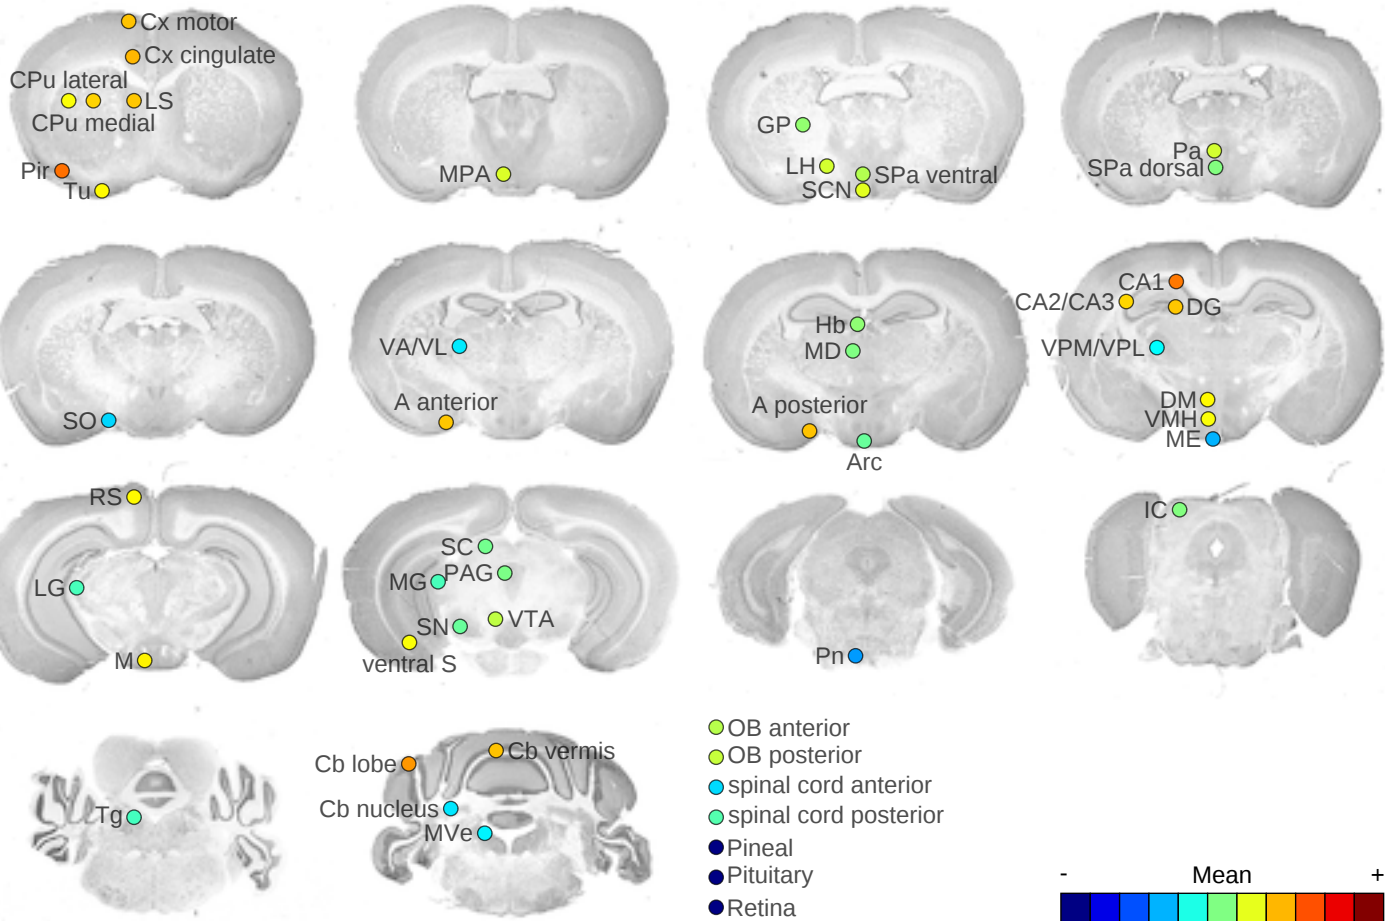 Cx motor
Cx cingulate
CPu lateral
LS
CPu medial
Pir
Tu
MPA
GP
LH
SPa ventral
SCN
Pa
SPa dorsal
SO
VA/VL
A anterior
Hb
MD
A posterior
Arc
CA1
CA2/CA3
DG
VPM/VPL
DM
VMH
ME
RS
LG
M
SC
MG
PAG
SN
VTA
ventral S
Pn
IC
Tg
Cb lobe
Cb vermis
Cb nucleus
MVe
OB anterior
OB posterior
spinal cord anterior
spinal cord posterior
Pineal
Pituitary
Retina
- Mean +